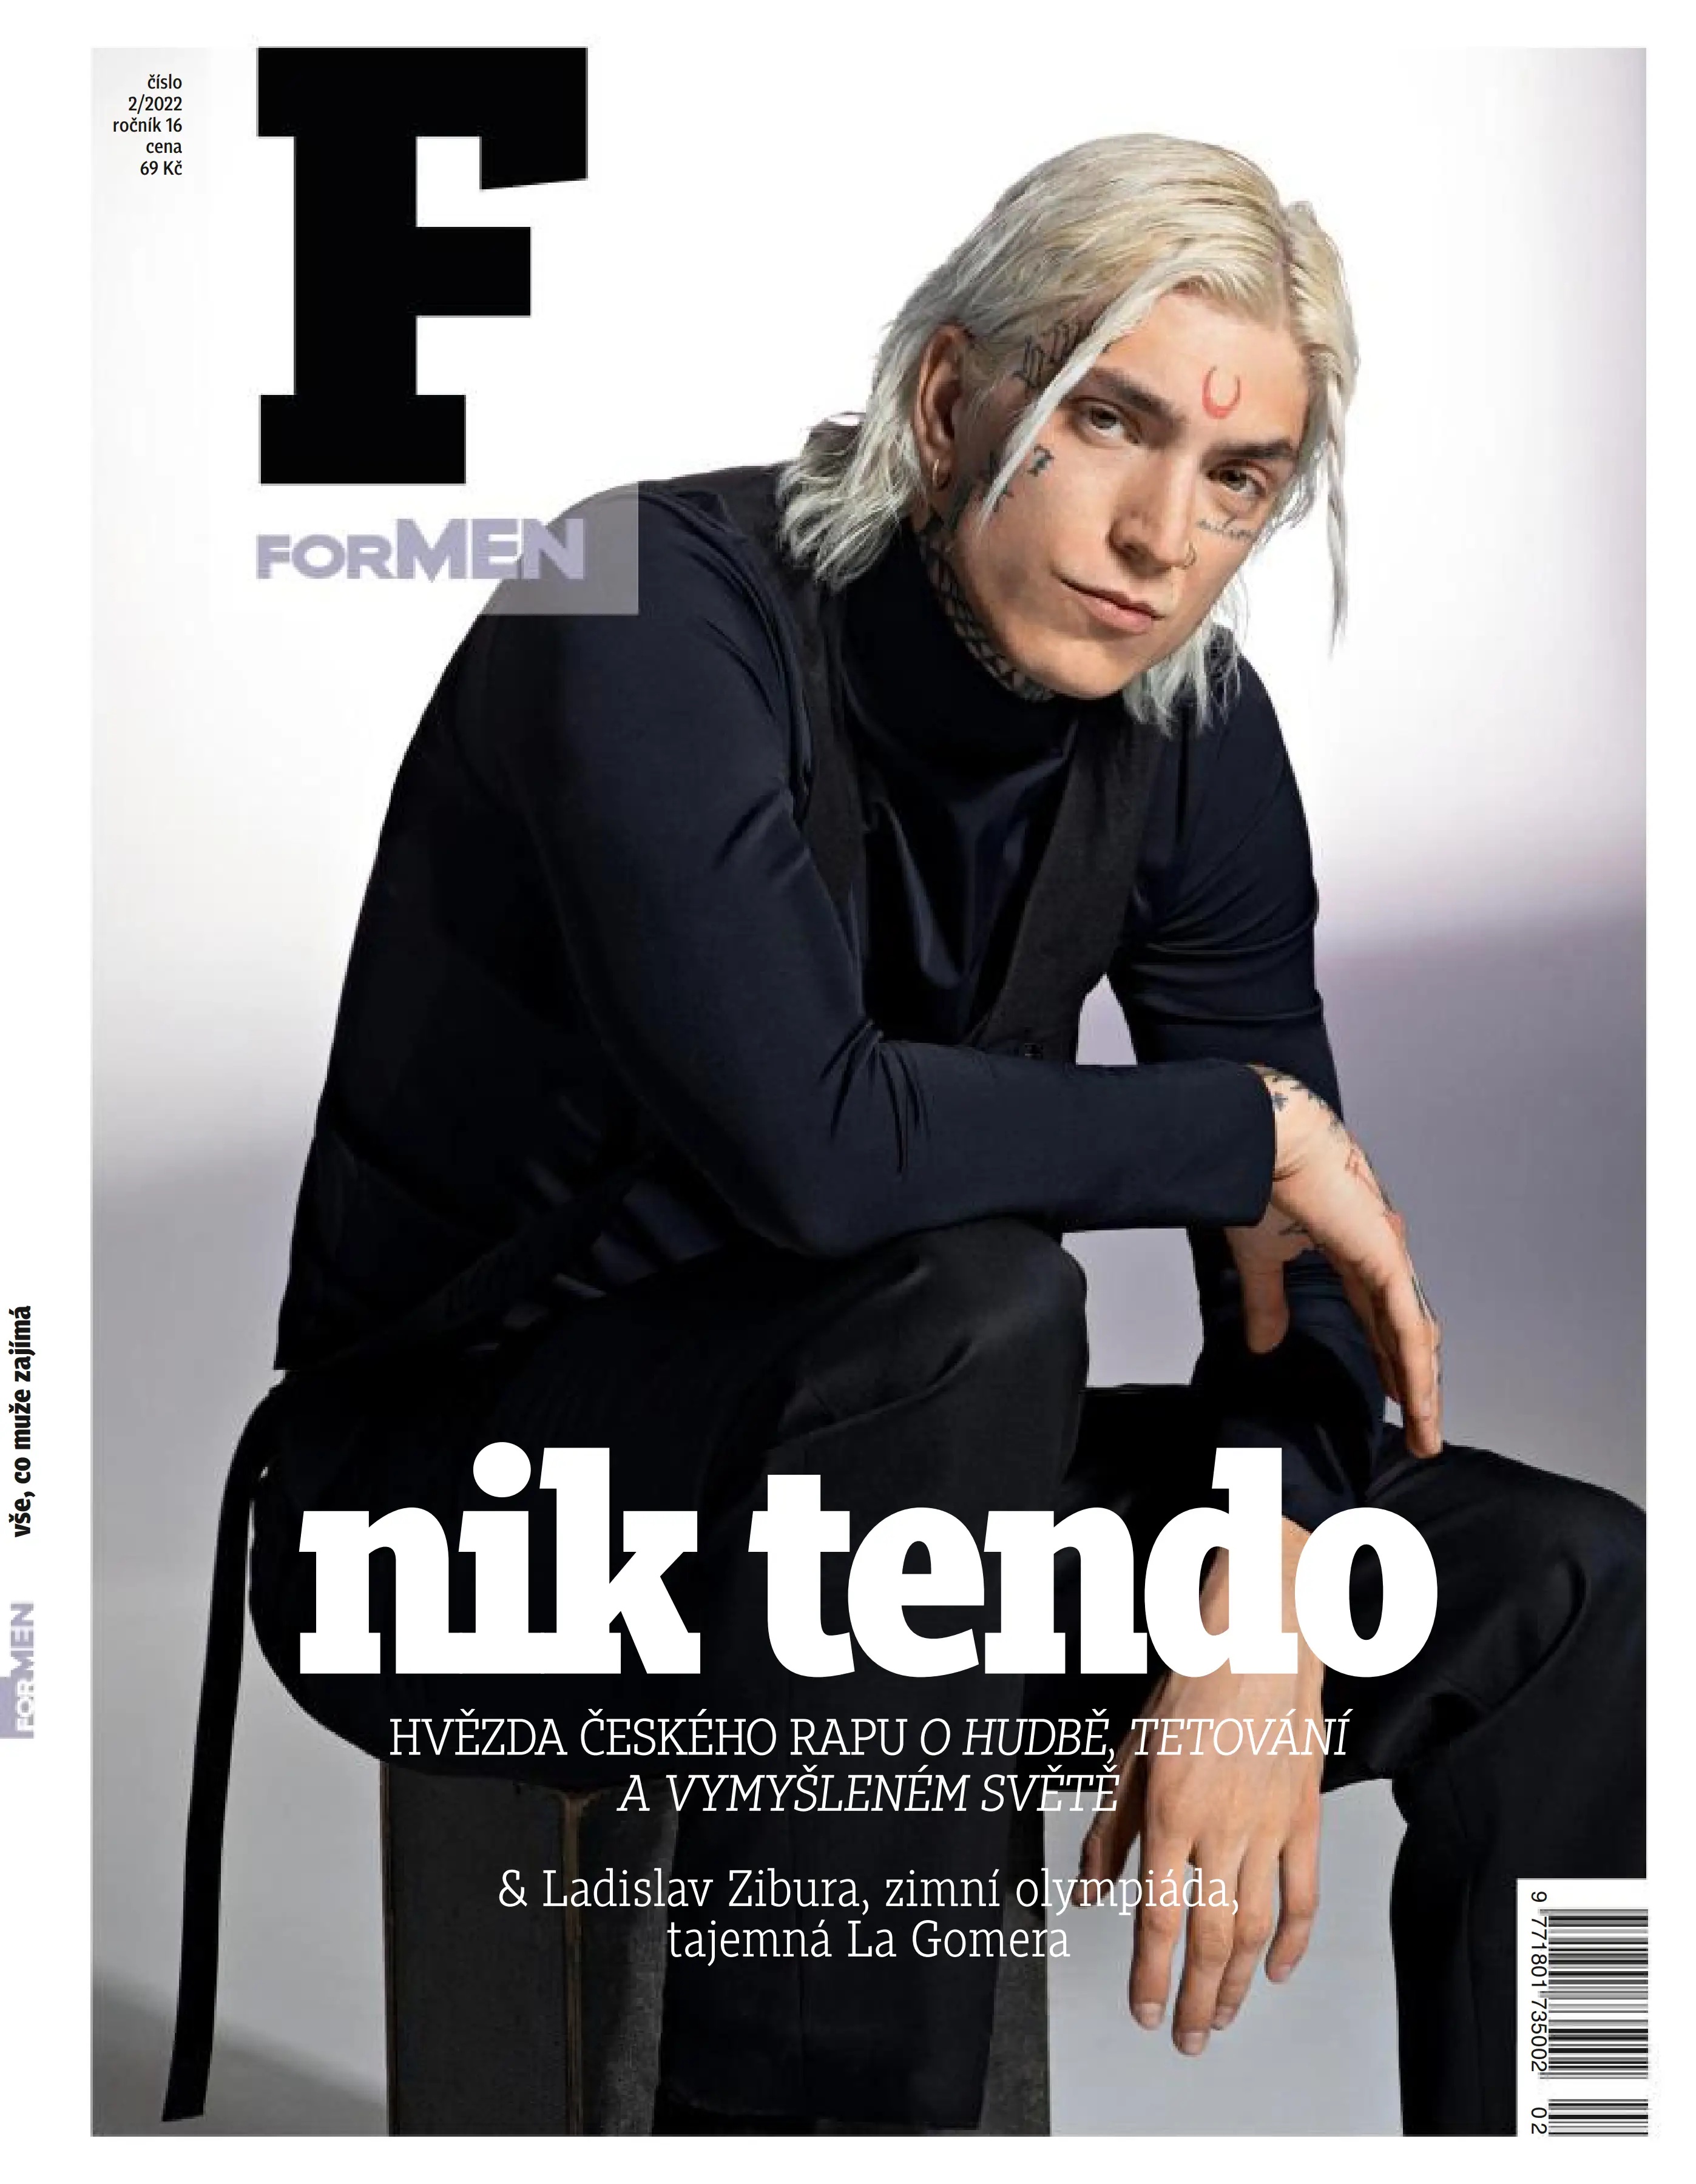 číslo
2/2022
ročník 16
cena
69 Kč
F
FORMEN
vše, co muže zajímá
FORMEN
nik tendo
HVĚZDA ČESKÉHO RAPU O HUDBĚ, TETOVÁNÍ
A VYMYŠLENÉM SVĚTĚ
& Ladislav Zibura, zimní olympiáda,
tajemná La Gomera
9 771801 735002 02